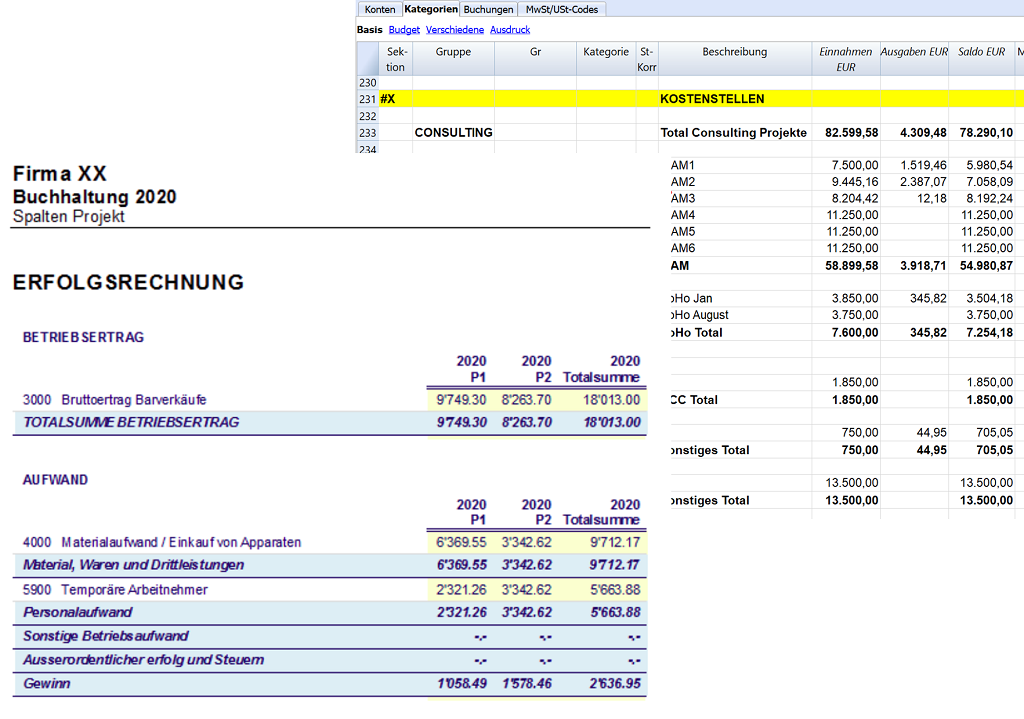 Konten Kategorien Buchungen MwSt/USt-Codes
Basis Budget Verschiedene Ausdruck
Sek-tion Gruppe Gr Kategorie St-Korr Beschreibung Einnahmen EUR Ausgaben EUR Saldo EUR M
230
231 #X KOSTENSTELLEN
232
233 CONSULTING Total Consulting Projekte 82.599,58 4.309,48 78.290,10
234
AM1 7.500,00 1.519,46 5.980,54
AM2 9.445,16 2.387,07 7.058,09
AM3 8.204,42 12,18 8.192,24
AM4 11.250,00 11.250,00
AM5 11.250,00 11.250,00
AM6 11.250,00 11.250,00
AM 58.899,58 3.918,71 54.980,87
oHo Jan 3.850,00 345,82 3.504,18
oHo August 3.750,00 3.750,00
oHo Total 7.600,00 345,82 7.254,18
1.850,00 1.850,00
CC Total 1.850,00 1.850,00
750,00 44,95 705,05
onstiges Total 750,00 44,95 705,05
13.500,00 13.500,00
onstiges Total 13.500,00 13.500,00
Firma XX
Buchhaltung 2020
Spalten Projekt
ERFOLGSRECHNUNG
BETRIEBSERTRAG
2020 2020 2020
P1 P2 Totalsumme
3000 Bruttoertrag Barverkäufe 9'749.30 8'263.70 18'013.00
TOTALSUMME BETRIEBSERTRAG 9'749.30 8'263.70 18'013.00
AUFWAND
2020 2020 2020
P1 P2 Totalsumme
4000 Materialaufwand / Einkauf von Apparaten 6'369.55 3'342.62 9'712.17
Material, Waren und Drittleistungen 6'369.55 3'342.62 9'712.17
5900 Temporäre Arbeitnehmer 2'321.26 3'342.62 5'663.88
Personalaufwand 2'321.26 3'342.62 5'663.88
Sonstige Betriebsaufwand -.- -.- -.-
Ausserordentlicher erfolg und Steuern -.- -.- -.-
Gewinn 1'058.49 1'578.46 2'636.95